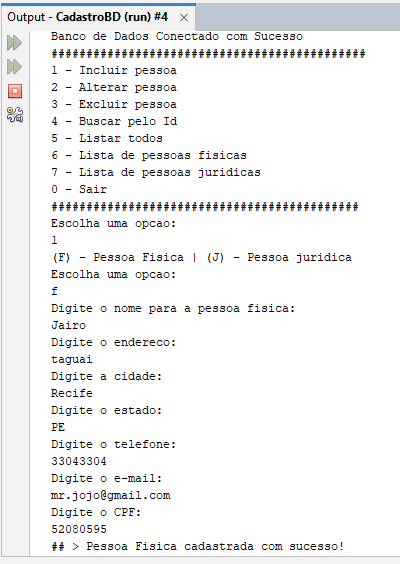 Output - CadastroBD (run) #4 ×
Banco de Dados Conectado com Sucesso
#############################################
1 - Incluir pessoa
2 - Alterar pessoa
3 - Excluir pessoa
4 - Buscar pelo Id
5 - Listar todos
6 - Lista de pessoas fisicas
7 - Lista de pessoas juridicas
0 - Sair
############################################
Escolha uma opcao:
1
(F) - Pessoa Fisica | (J) - Pessoa juridica
Escolha uma opcao:
f
Digite o nome para a pessoa fisica:
Jairo
Digite o endereco:
taguai
Digite a cidade:
Recife
Digite o estado:
PE
Digite o telefone:
33043304
Digite o e-mail:
mr.jojo@gmail.com
Digite o CPF:
52080595
## > Pessoa Fisica cadastrada com sucesso!